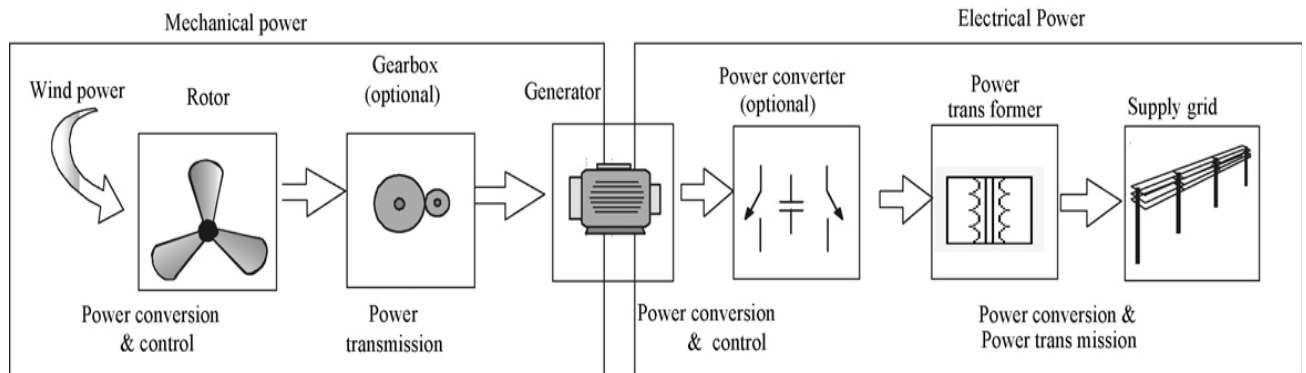 Mechanical power
Electrical Power
Wind power
Rotor
Gearbox
(optional)
Generator
Power converter
(optional)
Power
trans former
Supply grid
Power conversion
& control
Power
transmission
Power conversion
& control
Power conversion &
Power trans mission